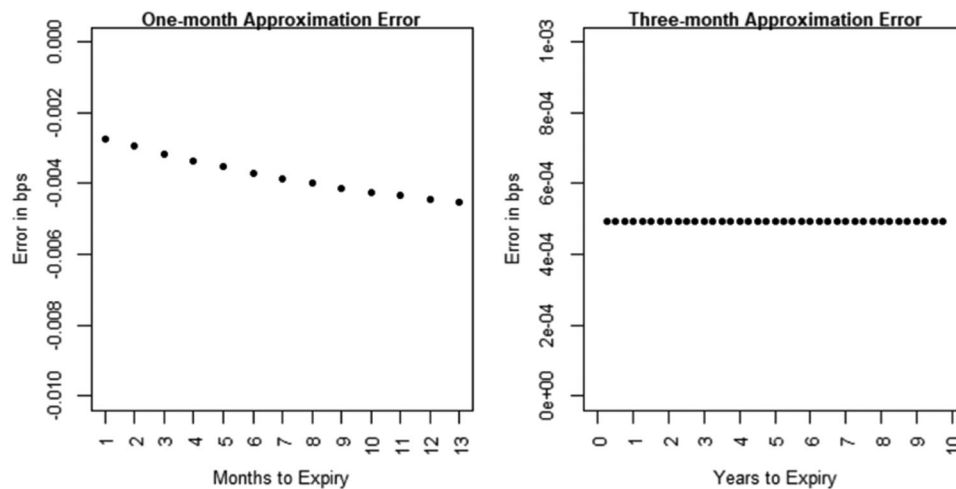 One-month Approximation Error
Error in bps
0.000
-0.002
-0.004
-0.006
-0.008
-0.010
1 2 3 4 5 6 7 8 9 10 11 12 13
Months to Expiry
Three-month Approximation Error
Error in bps
1e-03
8e-04
6e-04
4e-04
2e-04
0e+00
0 1 2 3 4 5 6 7 8 9 10
Years to Expiry